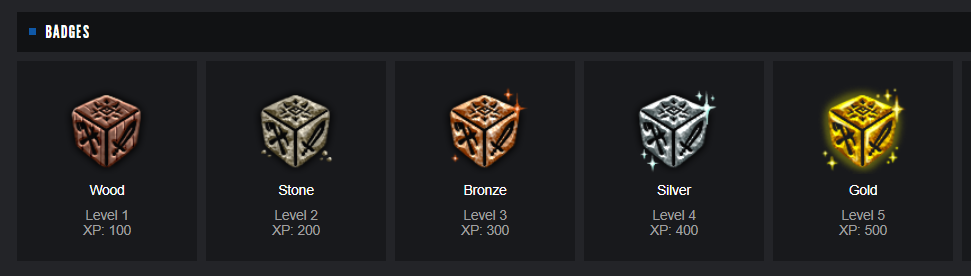 BADGES
Wood
Level 1
XP: 100
Stone
Level 2
XP: 200
Bronze
Level 3
XP: 300
Silver
Level 4
XP: 400
Gold
Level 5
XP: 500